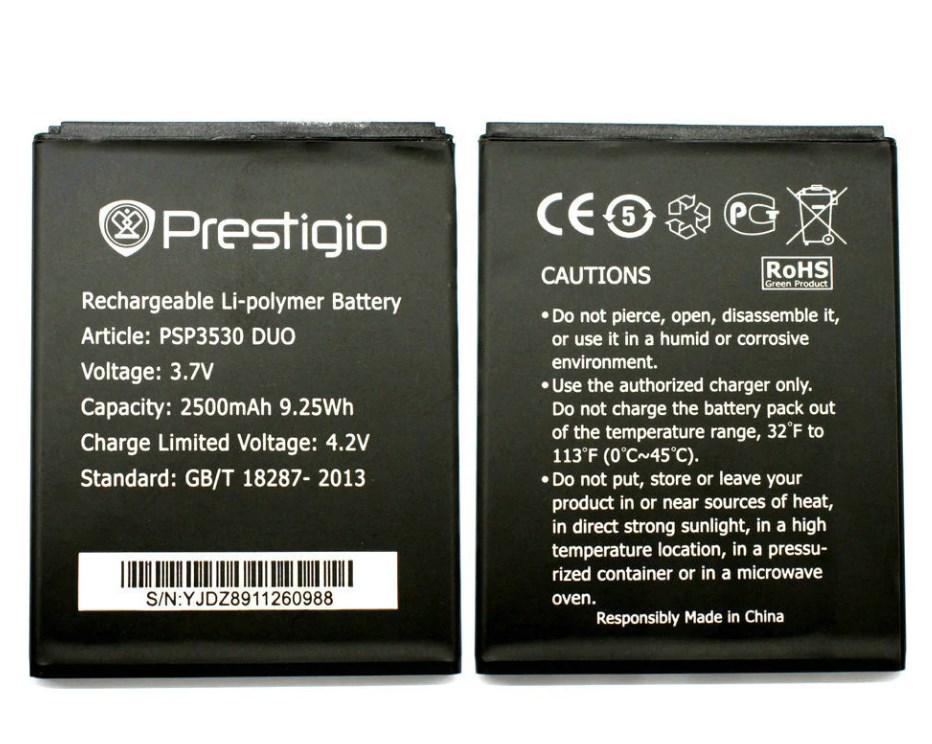 Prestigio
Rechargeable Li-polymer Battery
Article: PSP3530 DUO
Voltage: 3.7V
Capacity: 2500mAh 9.25Wh
Charge Limited Voltage: 4.2V
Standard: GB/T 18287- 2013
S/N:YJDZ8911260988
CE 5 PCT
CAUTIONS
RoHS
Green Product
•Do not pierce, open, disassemble it,
or use it in a humid or corrosive
environment.
•Use the authorized charger only.
Do not charge the battery pack out
of the temperature range, 32°F to
113°F (0°C~45°C).
•Do not put, store or leave your
product in or near sources of heat,
in direct strong sunlight, in a high
temperature location, in a pressu-
rized container or in a microwave
oven.
Responsibly Made in China